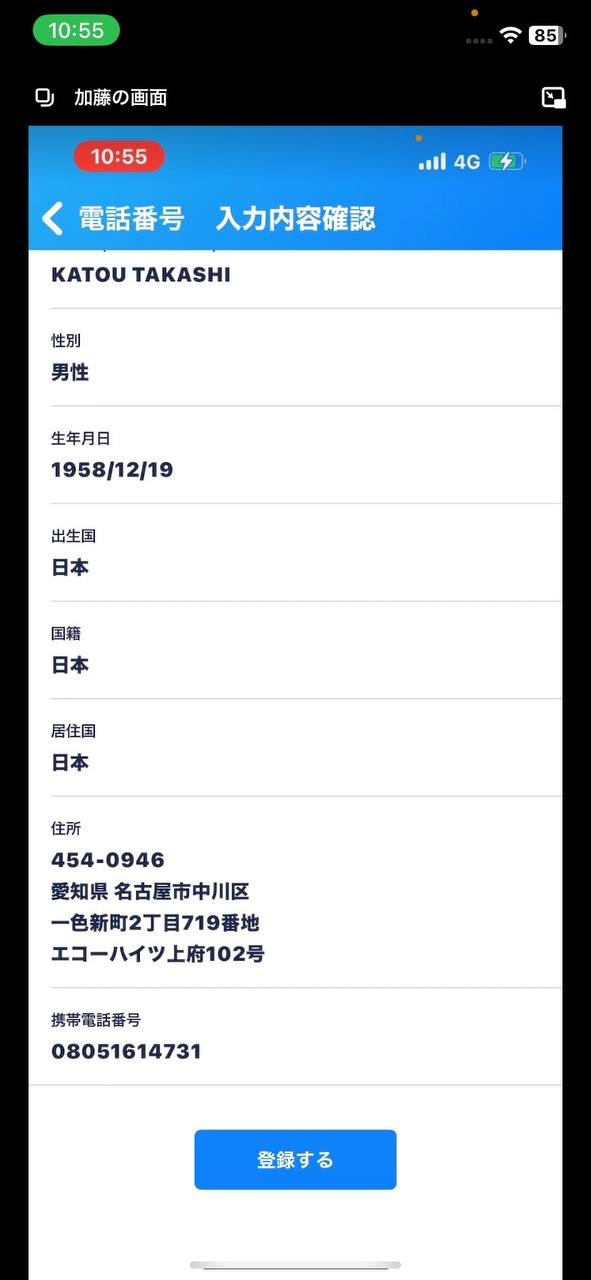 10:55
85
加藤の画面
10:55
4G
電話番号 入力内容確認
KATOU TAKASHI
性別
男性
生年月日
1958/12/19
出生国
日本
国籍
日本
居住国
日本
住所
454-0946
愛知県 名古屋市中川区
一色新町2丁目719番地
エコーハイツ上府102号
携帯電話番号
08051614731
登録する